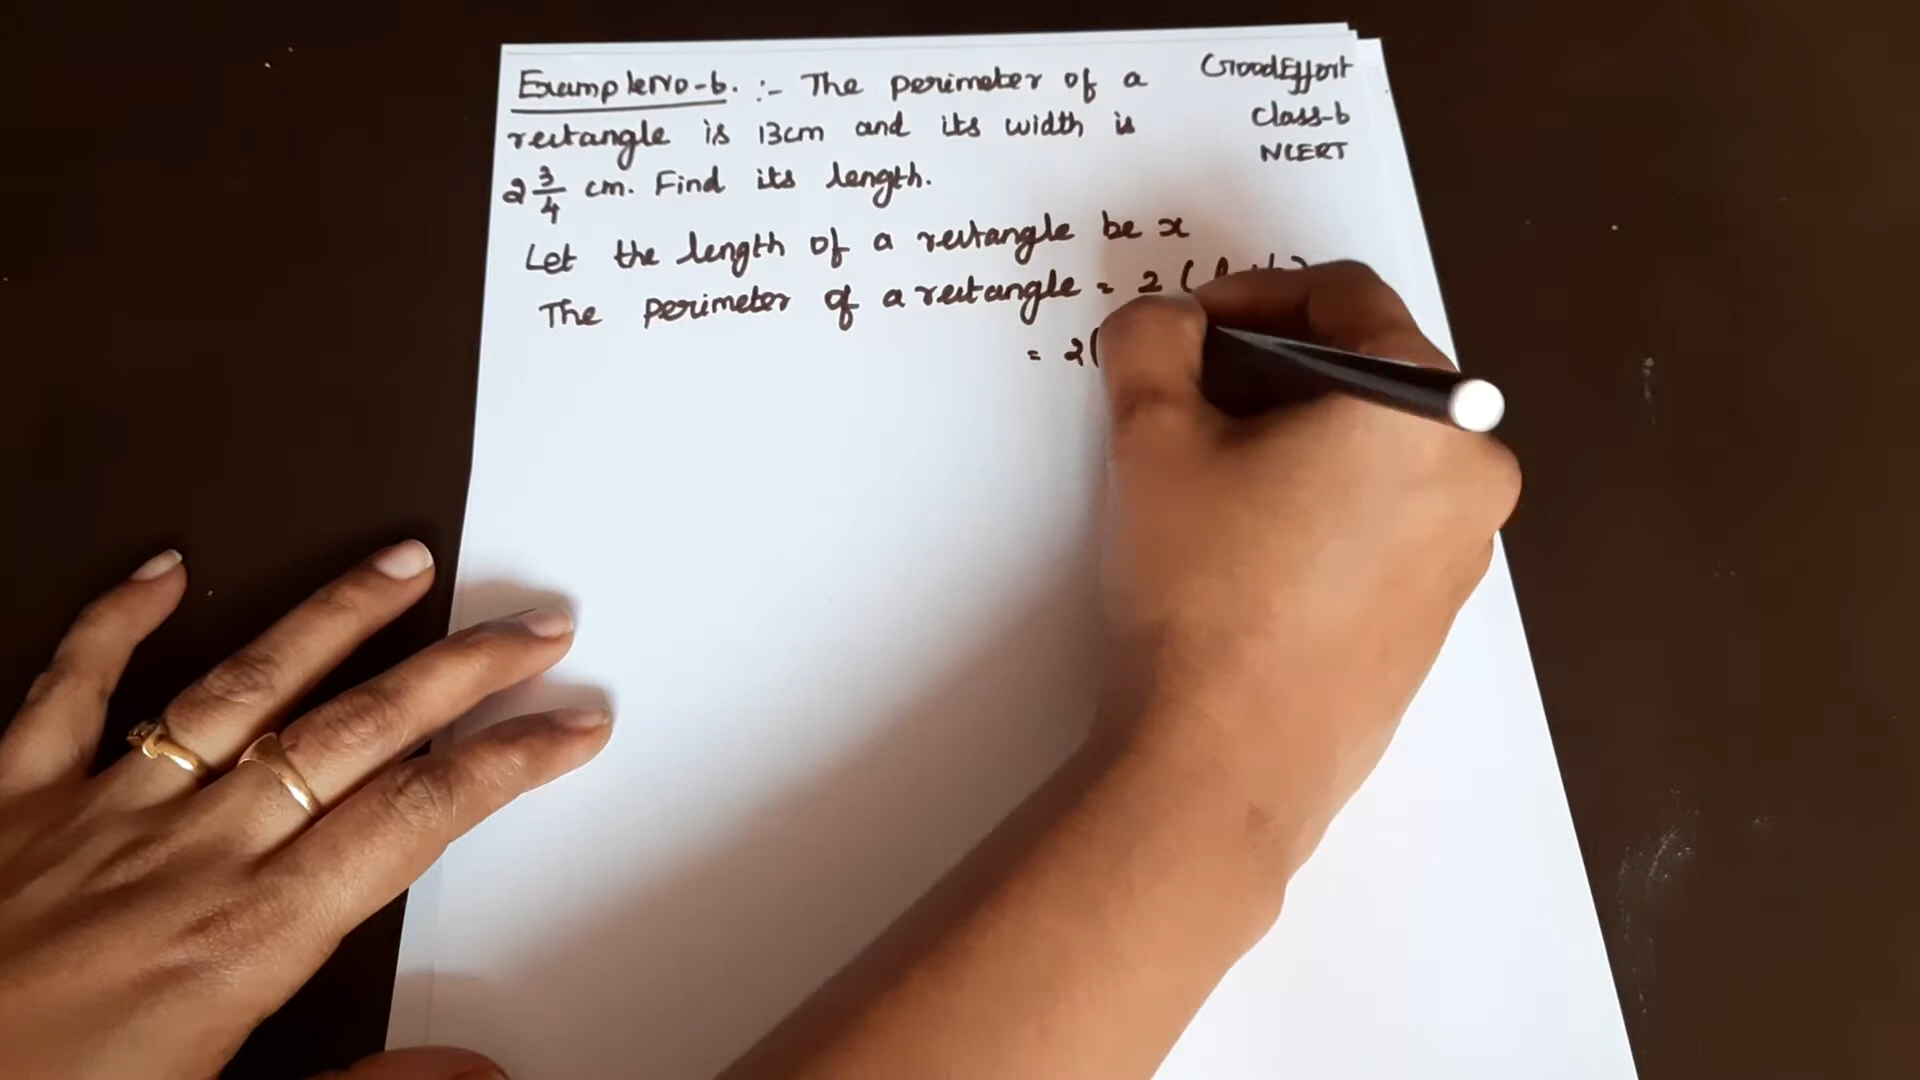 Example No-6. :- The perimeter of a
rectangle is 13cm and its width is
2 3/4 cm. Find its length.
GoodEffort
Class-6
NCERT
Let the length of a rectangle be x
The perimeter of a rectangle = 2 (
= 2(